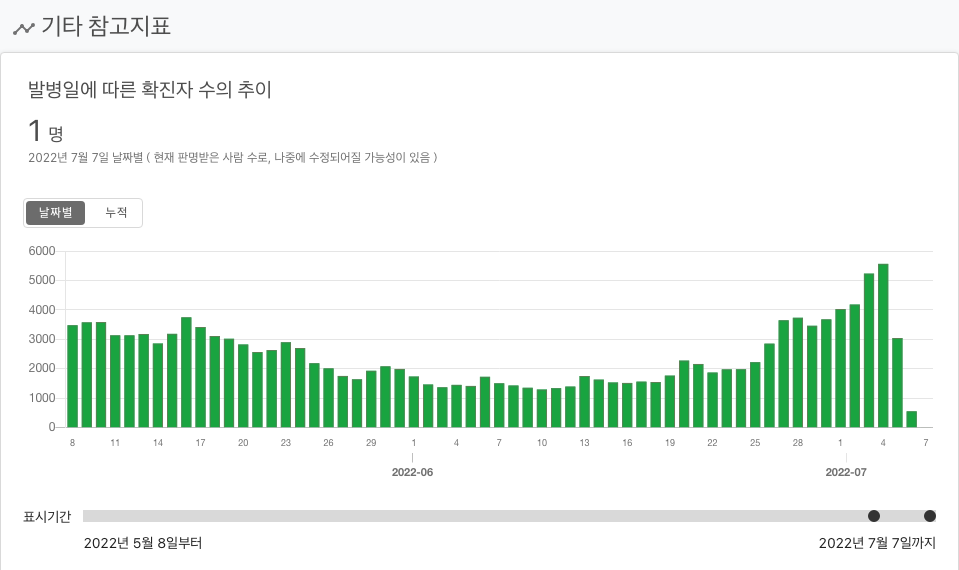 기타 참고지표
발병일에 따른 확진자 수의 추이
1 명
2022년 7월 7일 날짜별 ( 현재 판명받은 사람 수로, 나중에 수정되어질 가능성이 있음 )
날짜별 누적
6000
5000
4000
3000
2000
1000
0
8 11 14 17 20 23 26 29 1 4 7 10 13 16 19 22 25 28 1 4 7
2022-06 2022-07
표시기간
2022년 5월 8일부터 2022년 7월 7일까지